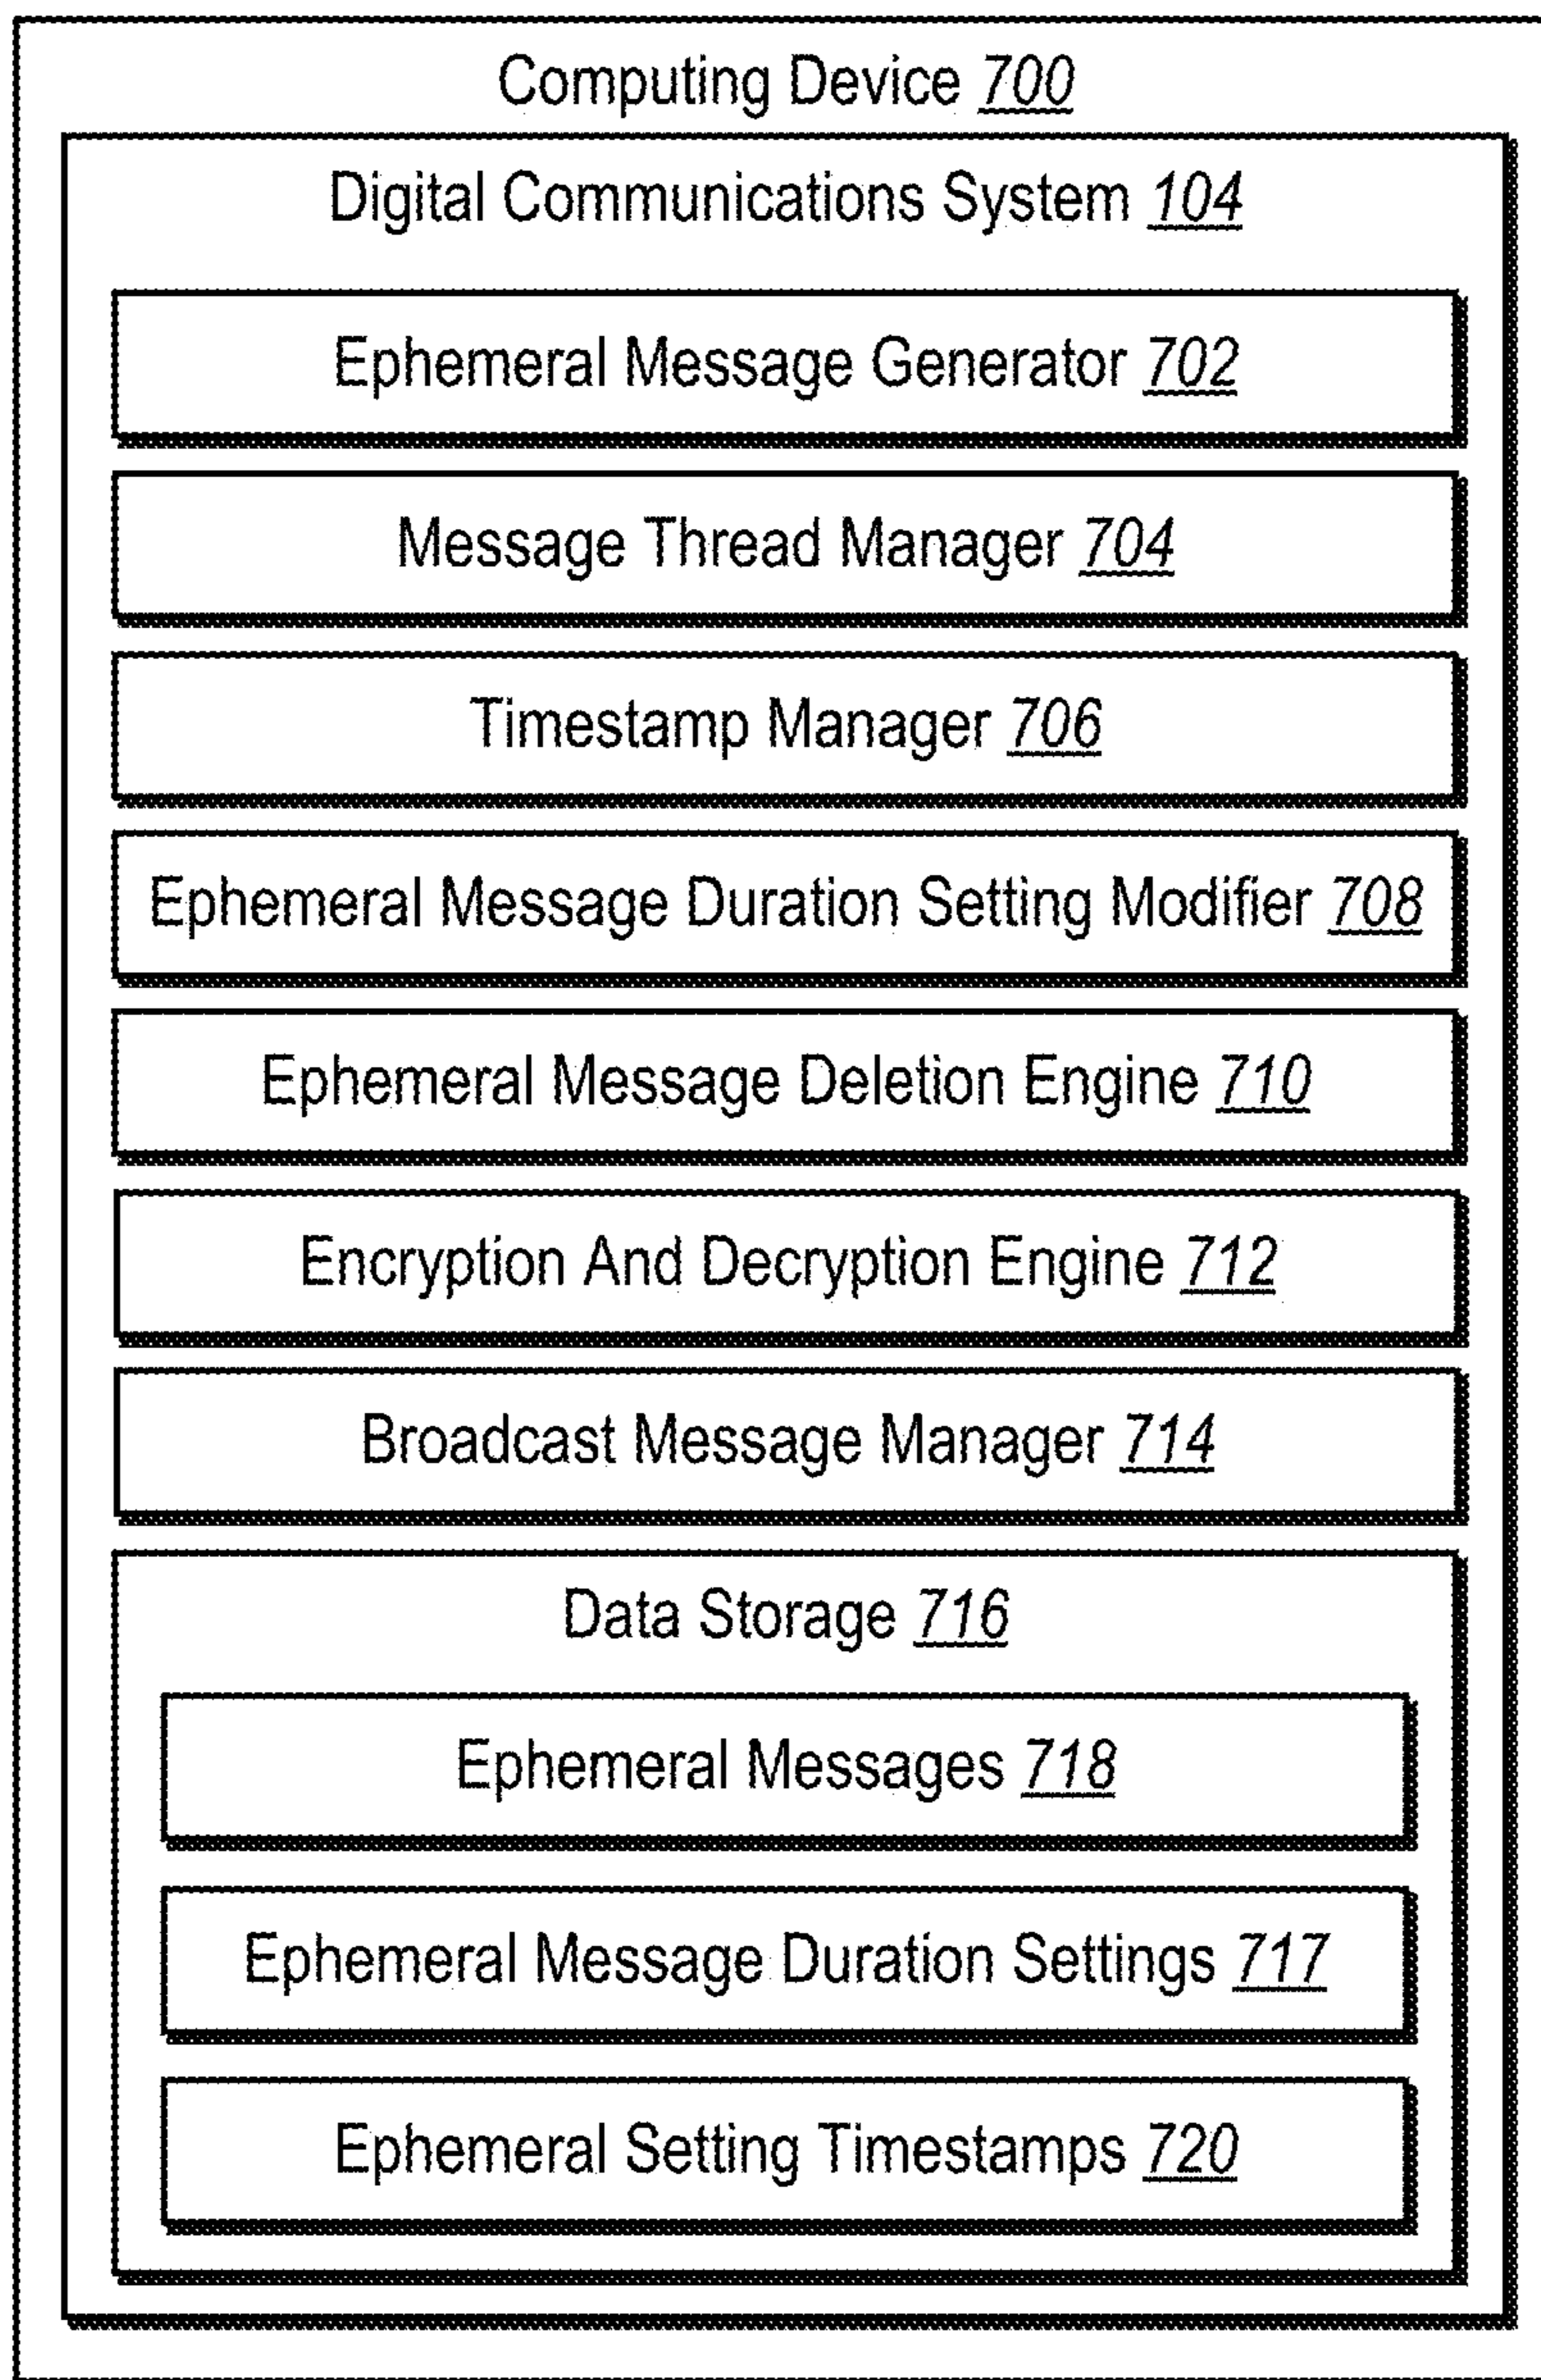 Computing Device 700
Digital Communications System 104
Ephemeral Message Generator 702
Message Thread Manager 704
Timestamp Manager 706
Ephemeral Message Duration Setting Modifier 708
Ephemeral Message Deletion Engine 710
Encryption And Decryption Engine 712
Broadcast Message Manager 714
Data Storage 716
Ephemeral Messages 718
Ephemeral Message Duration Settings 717
Ephemeral Setting Timestamps 720